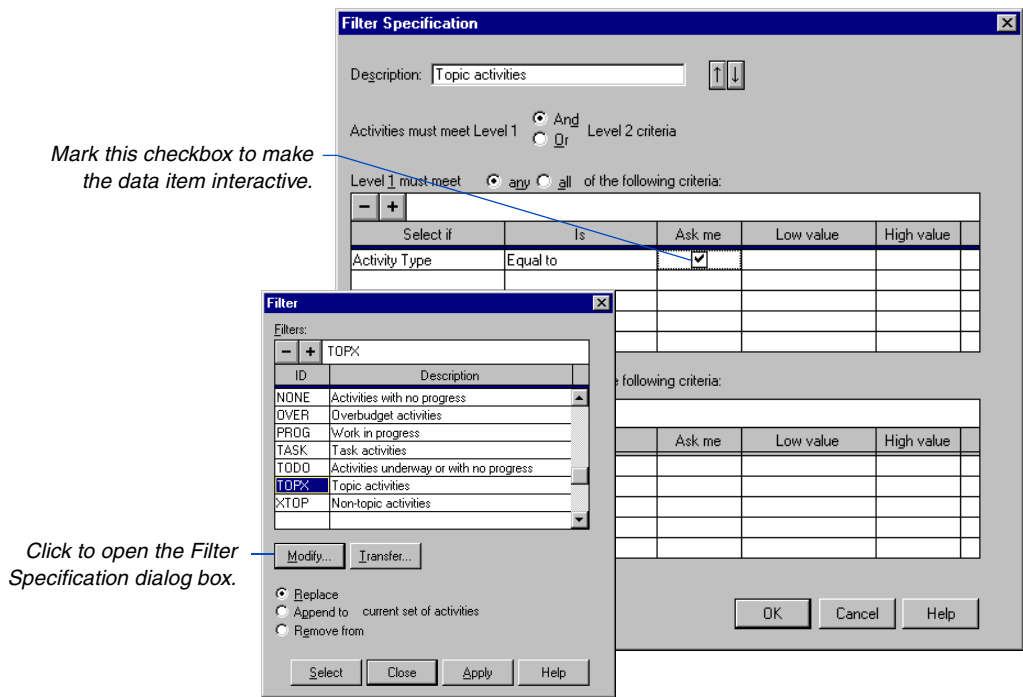 Filter Specification
Description: Topic activities
Activities must meet Level 1
And
Or
Level 2 criteria
Mark this checkbox to make
the data item interactive.
Level 1 must meet any all of the following criteria:
Select if Is Ask me Low value High value
Activity Type Equal to
Filter
Filters:
TOPX
ID Description
NONE Activities with no progress
OVER Overbudget activities
PROG Work in progress
TASK Task activities
TODO Activities underway or with no progress
TOPX Topic activities
XTOP Non-topic activities
following criteria:
Ask me Low value High value
Click to open the Filter
Specification dialog box.
Modify... Transfer...
Replace
Append to current set of activities
Remove from
Select Close Apply Help
OK Cancel Help